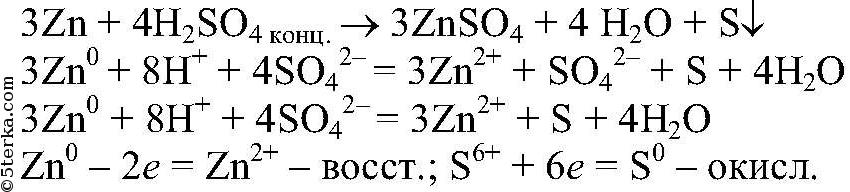 3Zn + 4H₂SO₄ конц. → 3ZnSO₄ + 4 H₂O + S↓
3Zn⁰ + 8H⁺ + 4SO₄²⁻ = 3Zn²⁺ + SO₄²⁻ + S + 4H₂O
3Zn⁰ + 8H⁺ + 4SO₄²⁻ = 3Zn²⁺ + S + 4H₂O
Zn⁰ – 2e = Zn²⁺ – восст.; S⁶⁺ + 6e = S⁰ – окисл.
©5terka.com